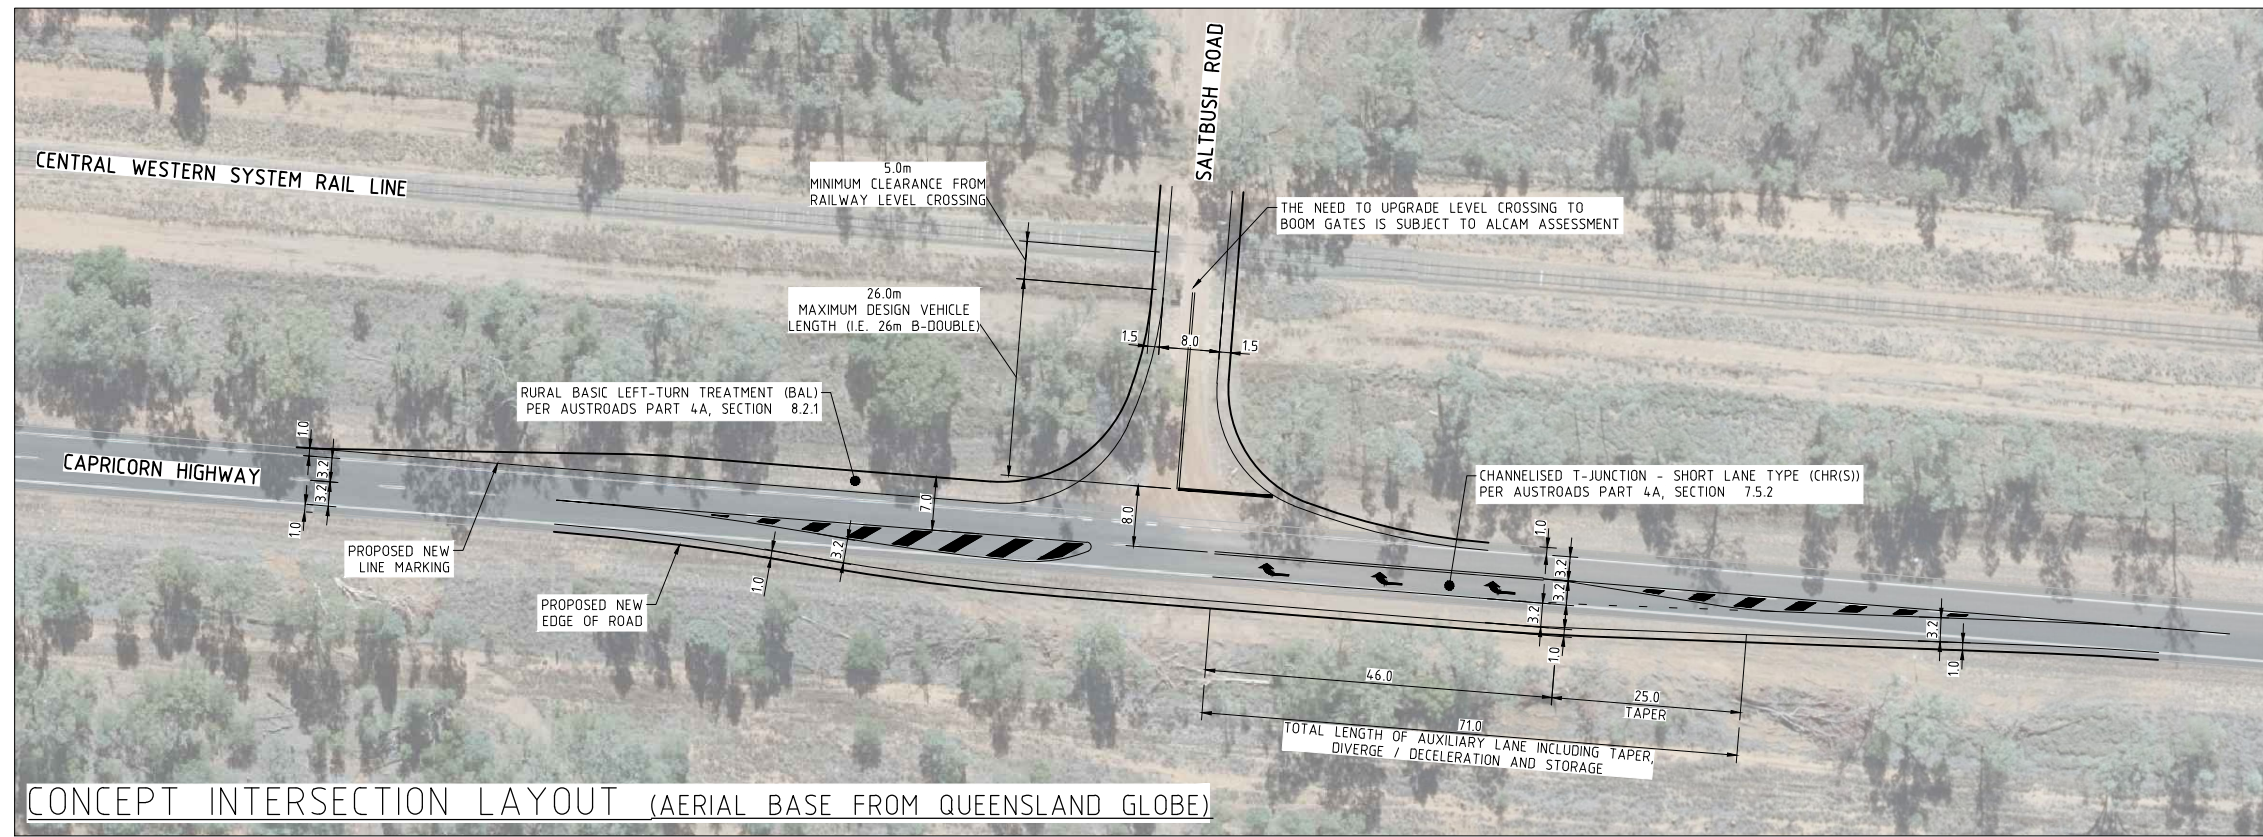 SALTBUSH ROAD
CENTRAL WESTERN SYSTEM RAIL LINE
5.0m
MINIMUM CLEARANCE FROM
RAILWAY LEVEL CROSSING
THE NEED TO UPGRADE LEVEL CROSSING TO
BOOM GATES IS SUBJECT TO ALCAM ASSESSMENT
26.0m
MAXIMUM DESIGN VEHICLE
LENGTH (I.E. 26m B-DOUBLE)
1.5
8.0
1.5
RURAL BASIC LEFT-TURN TREATMENT (BAL)
PER AUSTROADS PART 4A, SECTION 8.2.1
1.0
3.2
3.2
1.0
CAPRICORN HIGHWAY
CHANNELISED T-JUNCTION - SHORT LANE TYPE (CHR(S))
PER AUSTROADS PART 4A, SECTION 7.5.2
7.0
8.0
3.2
1.0
PROPOSED NEW
LINE MARKING
PROPOSED NEW
EDGE OF ROAD
1.0
3.2
3.2
3.2
1.0
3.2
1.0
46.0
25.0
TAPER
71.0
TOTAL LENGTH OF AUXILIARY LANE INCLUDING TAPER,
DIVERGE / DECELERATION AND STORAGE
CONCEPT INTERSECTION LAYOUT (AERIAL BASE FROM QUEENSLAND GLOBE)